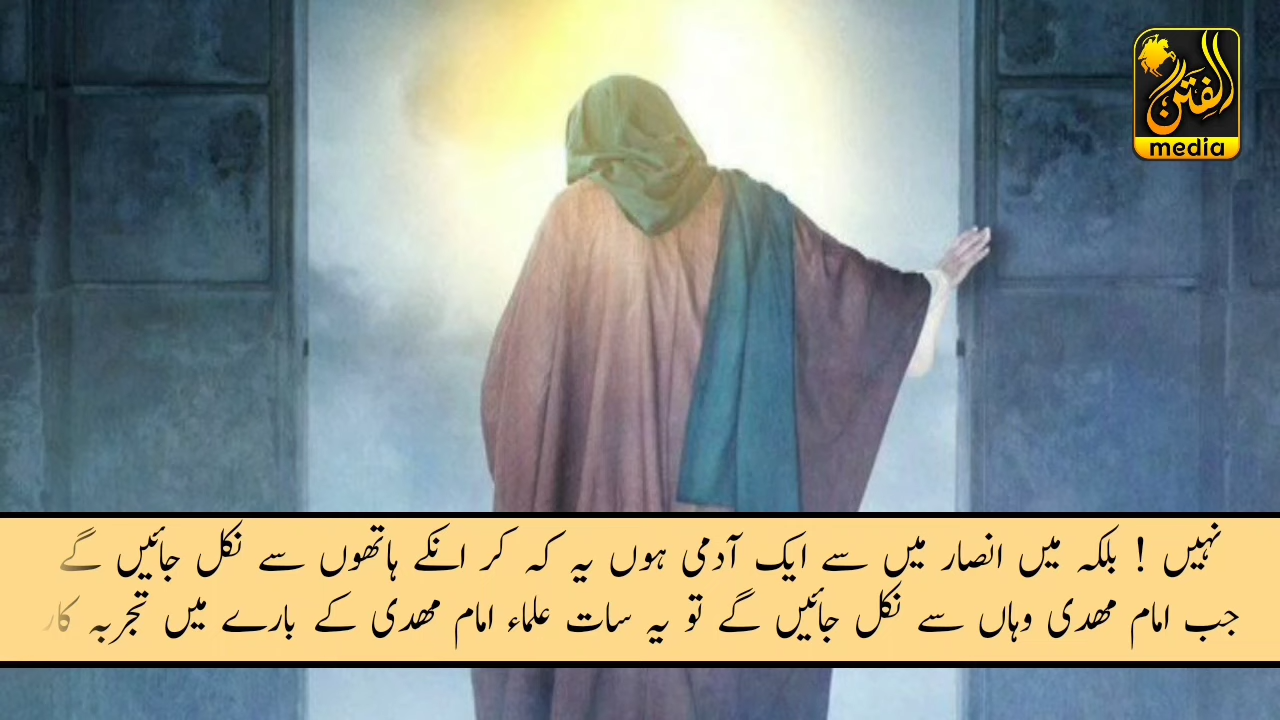 الفتن
media
نہیں ! بلکہ میں انصار میں سے ایک آدمی ہوں یہ کہ کر انکے ہاتھوں سے نکل جائیں گے
جب امام مھدی وہاں سے نکل جائیں گے تو یہ سات علماء امام مھدی کے بارے میں تجربہ کار